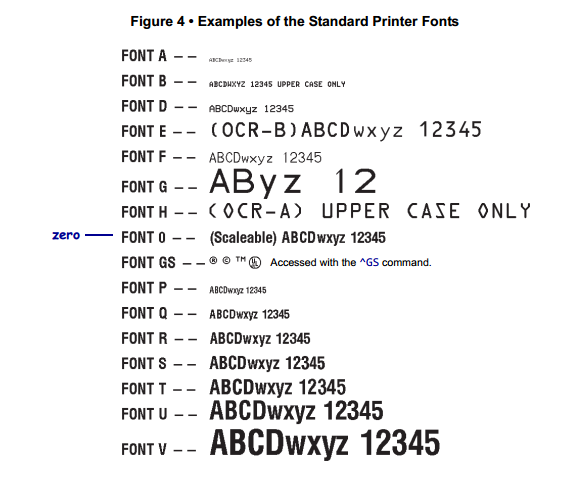 Figure 4 • Examples of the Standard Printer Fonts
FONT A – – ABCDwxyz 12345
FONT B – – ABCDWXYZ 12345 UPPER CASE ONLY
FONT D – – ABCDwxyz 12345
FONT E – – (OCR-B)ABCDwxyz 12345
FONT F – – ABCDwxyz 12345
FONT G – – AByz 12
FONT H – – (OCR-A) UPPER CASE ONLY
zero FONT 0 – – (Scaleable) ABCDwxyz 12345
FONT GS – – ® © ™ UL Accessed with the ^GS command.
FONT P – – ABCDwxyz 12345
FONT Q – – ABCDwxyz 12345
FONT R – – ABCDwxyz 12345
FONT S – – ABCDwxyz 12345
FONT T – – ABCDwxyz 12345
FONT U – – ABCDwxyz 12345
FONT V – – ABCDwxyz 12345